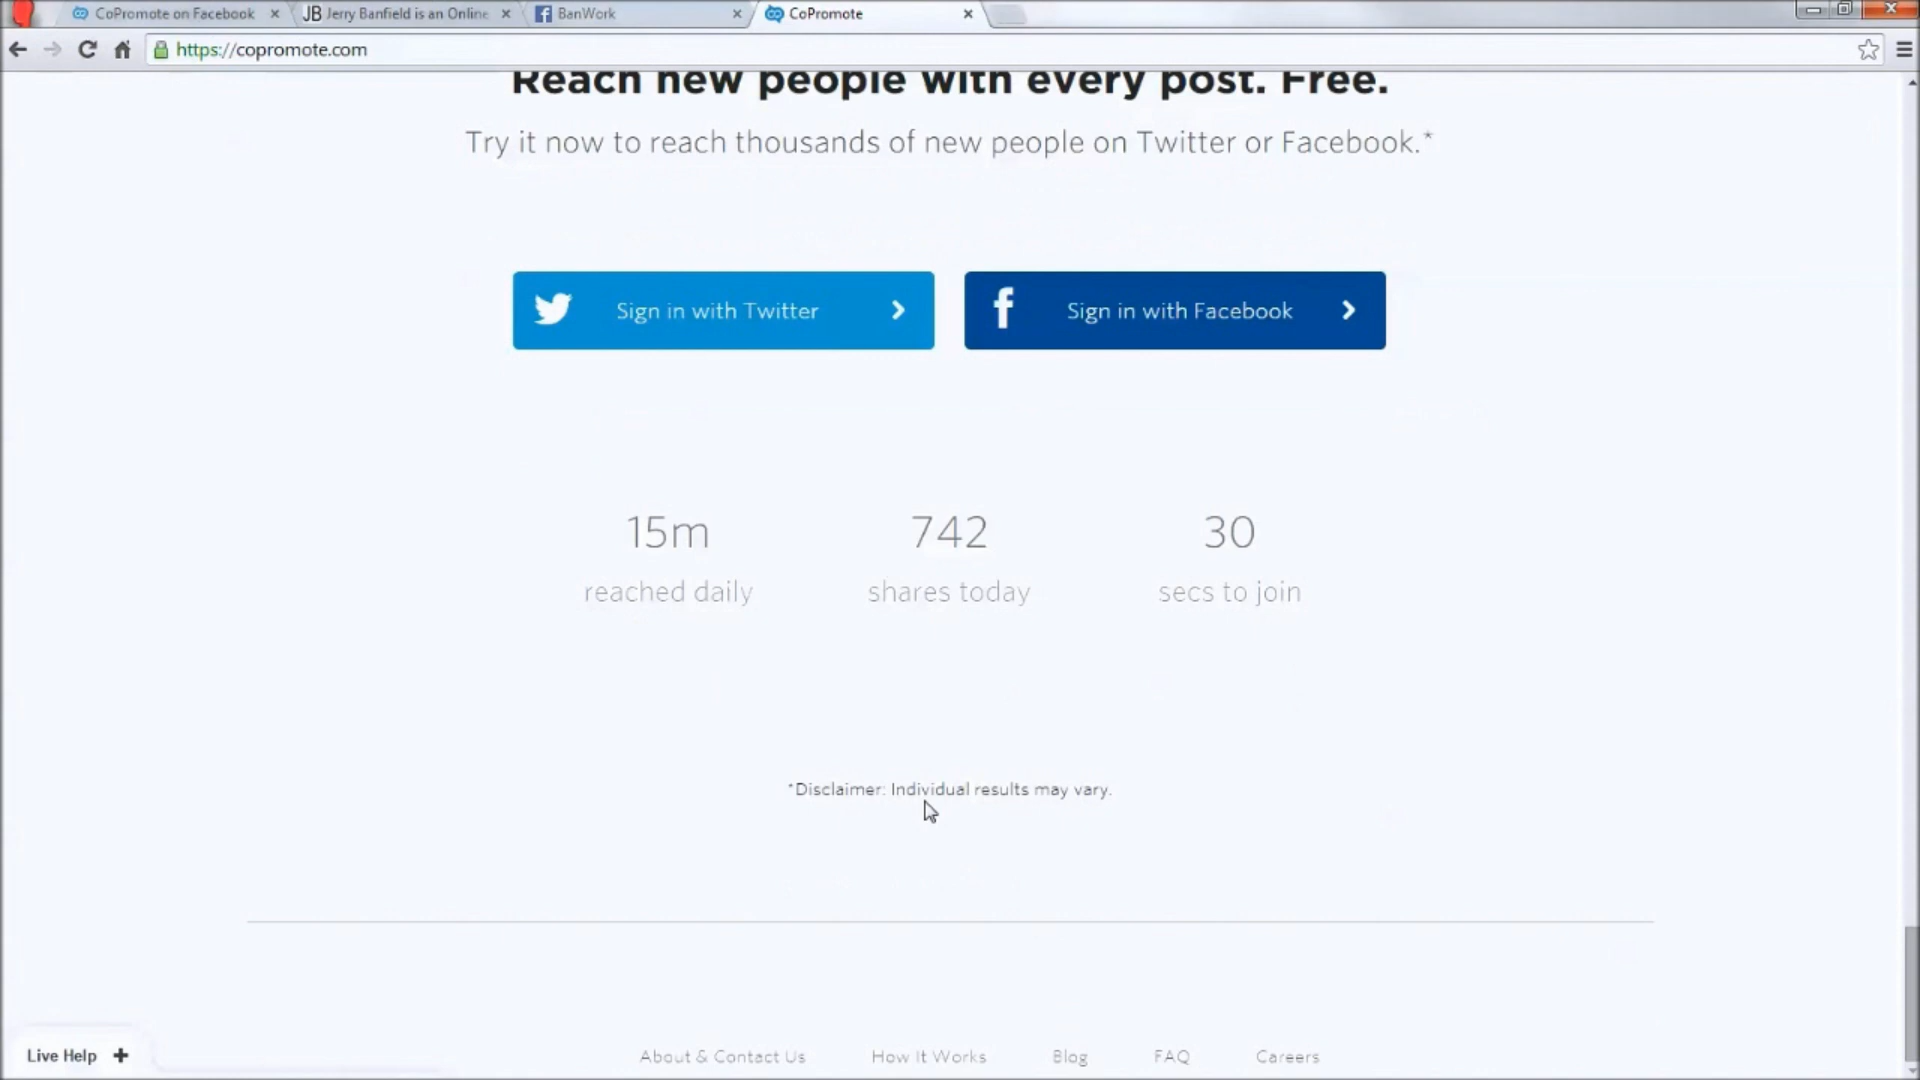 CoPromote on Facebook
JB Jerry Banfield is an Online
BanWork
CoPromote
https://copromote.com
Reach new people with every post. Free.
Try it now to reach thousands of new people on Twitter or Facebook.*
Sign in with Twitter
Sign in with Facebook
15m
742
30
reached daily
shares today
secs to join
*Disclaimer: Individual results may vary.
Live Help +
About & Contact Us
How It Works
Blog
FAQ
Careers